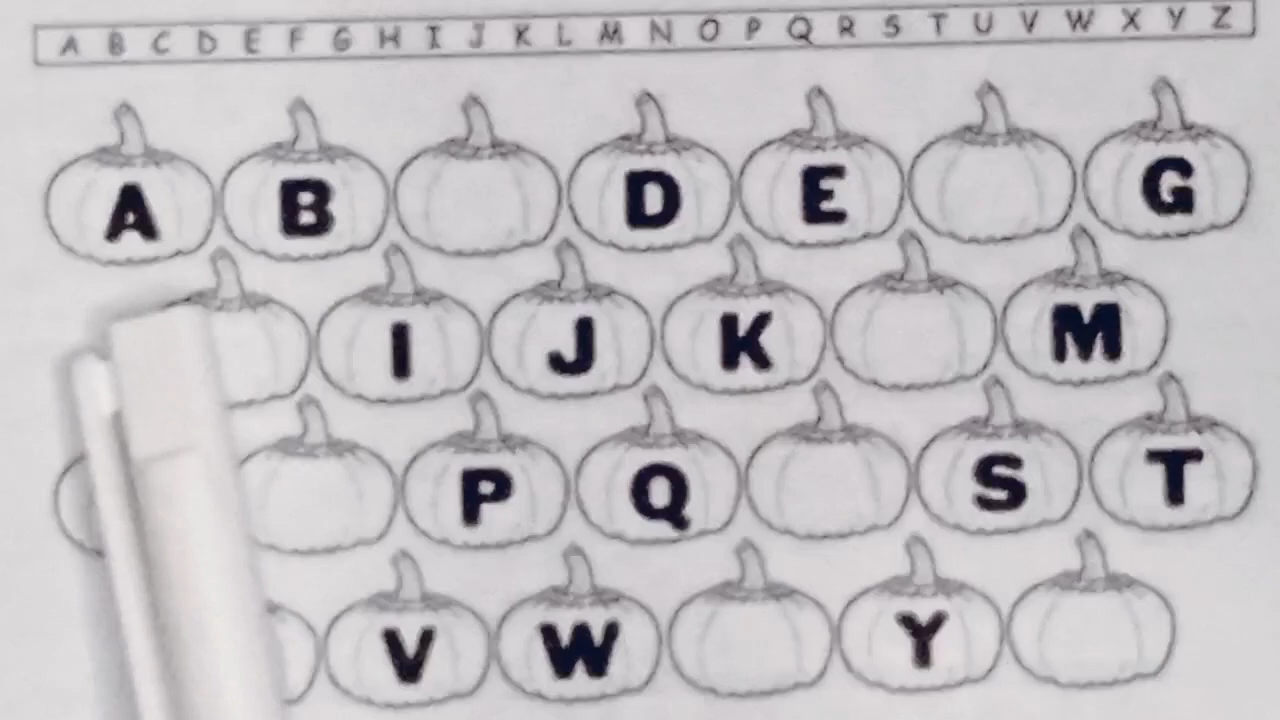 A B C D E F G H I J K L M N O P Q R S T U V W X Y Z
A B D E G
I J K M
P Q S T
V W Y